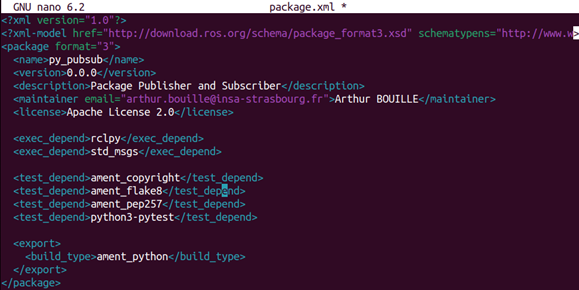 GNU nano 6.2 package.xml *
<?xml version="1.0"?>
<?xml-model href="http://download.ros.org/schema/package_format3.xsd" schematypens="http://www.w>
<package format="3">
  <name>py_pubsub</name>
  <version>0.0.0</version>
  <description>Package Publisher and Subscriber</description>
  <maintainer email="arthur.bouille@insa-strasbourg.fr">Arthur BOUILLE</maintainer>
  <license>Apache License 2.0</license>

  <exec_depend>rclpy</exec_depend>
  <exec_depend>std_msgs</exec_depend>

  <test_depend>ament_copyright</test_depend>
  <test_depend>ament_flake8</test_depend>
  <test_depend>ament_pep257</test_depend>
  <test_depend>python3-pytest</test_depend>

  <export>
    <build_type>ament_python</build_type>
  </export>
</package>